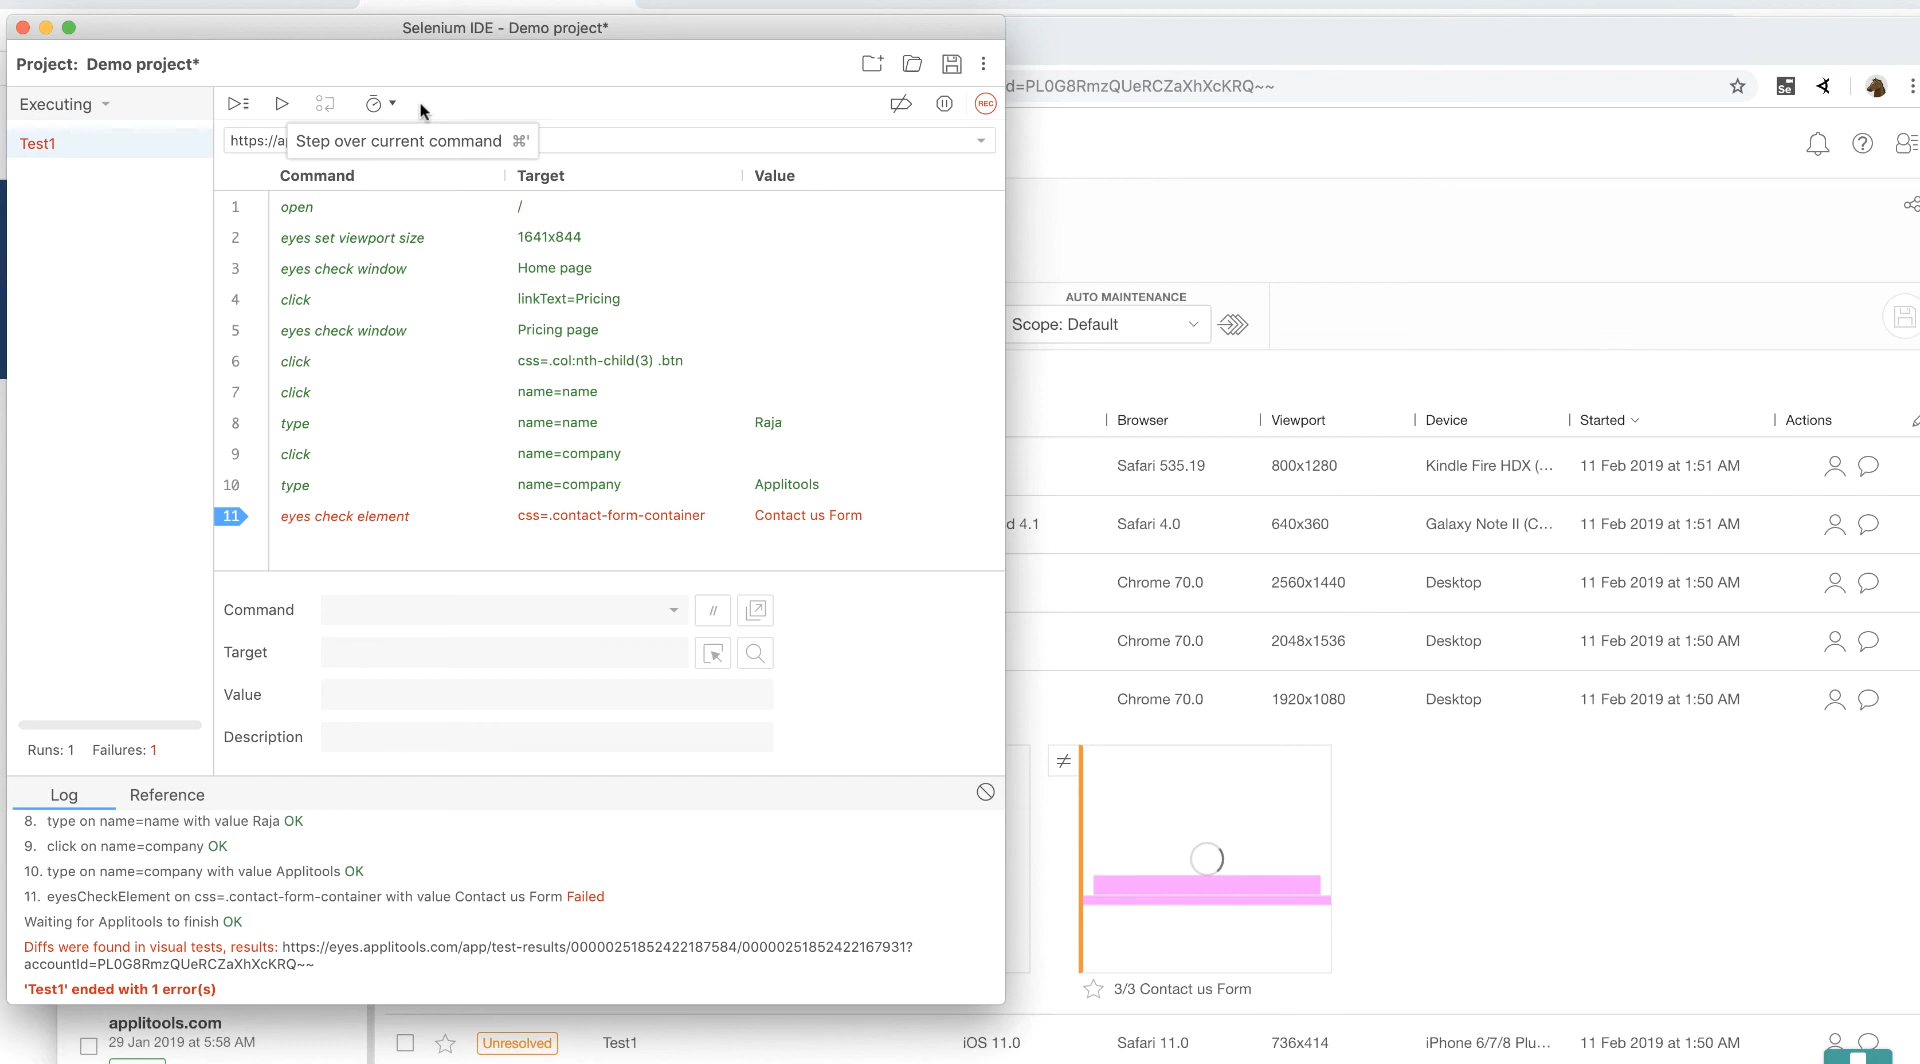 Selenium IDE - Demo project*
Project: Demo project*
d=PL0G8RmzQUeRCZaXhXcKRQ~~
Se
Executing
REC
Test1
https://a
Step over current command ⌘'
Command Target Value
1 open /
2 eyes set viewport size 1641x844
3 eyes check window Home page
4 click linkText=Pricing
5 eyes check window Pricing page
6 click css=.col:nth-child(3) .btn
7 click name=name
8 type name=name Raja
9 click name=company
10 type name=company Applitools
11 eyes check element css=.contact-form-container Contact us Form
Command
//
Target
Value
Description
Runs: 1 Failures: 1
Log Reference
8. type on name=name with value Raja OK
9. click on name=company OK
10. type on name=company with value Applitools OK
11. eyesCheckElement on css=.contact-form-container with value Contact us Form Failed
Waiting for Applitools to finish OK
Diffs were found in visual tests, results: https://eyes.applitools.com/app/test-results/00000251852422187584/00000251852422167931?
accountId=PL0G8RmzQUeRCZaXhXcKRQ~~
'Test1' ended with 1 error(s)
AUTO MAINTENANCE
Scope: Default
Browser Viewport Device Started Actions
Safari 535.19 800x1280 Kindle Fire HDX (... 11 Feb 2019 at 1:51 AM
d 4.1 Safari 4.0 640x360 Galaxy Note II (C... 11 Feb 2019 at 1:51 AM
Chrome 70.0 2560x1440 Desktop 11 Feb 2019 at 1:50 AM
Chrome 70.0 2048x1536 Desktop 11 Feb 2019 at 1:50 AM
Chrome 70.0 1920x1080 Desktop 11 Feb 2019 at 1:50 AM
≠
3/3 Contact us Form
applitools.com
29 Jan 2019 at 5:58 AM
Unresolved Test1 iOS 11.0 Safari 11.0 736x414 iPhone 6/7/8 Plu... 11 Feb 2019 at 1:50 AM